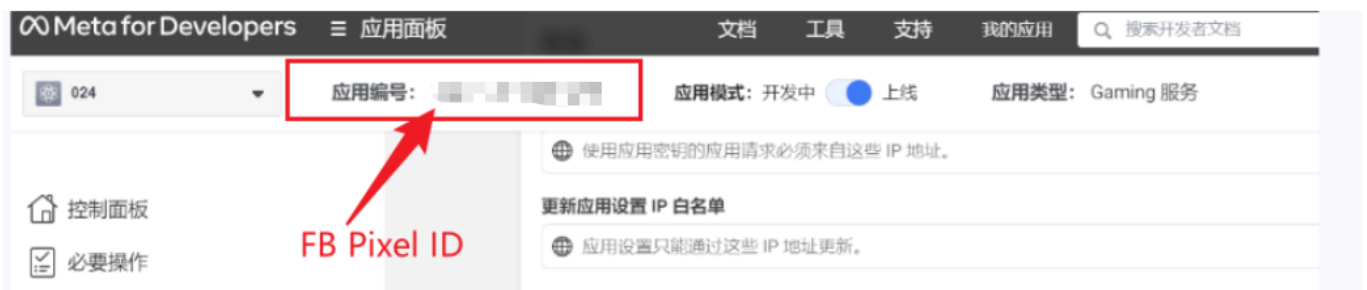 Meta for Developers ☰ 应用面板 文档 工具 支持 我的应用 搜索开发者文档
024 应用编号： 应用模式：开发中 上线 应用类型： Gaming 服务
使用应用密钥的应用请求必须来自这些 IP 地址。
控制面板
更新应用设置 IP 白名单
FB Pixel ID
应用设置只能通过这些 IP 地址更新。
必要操作